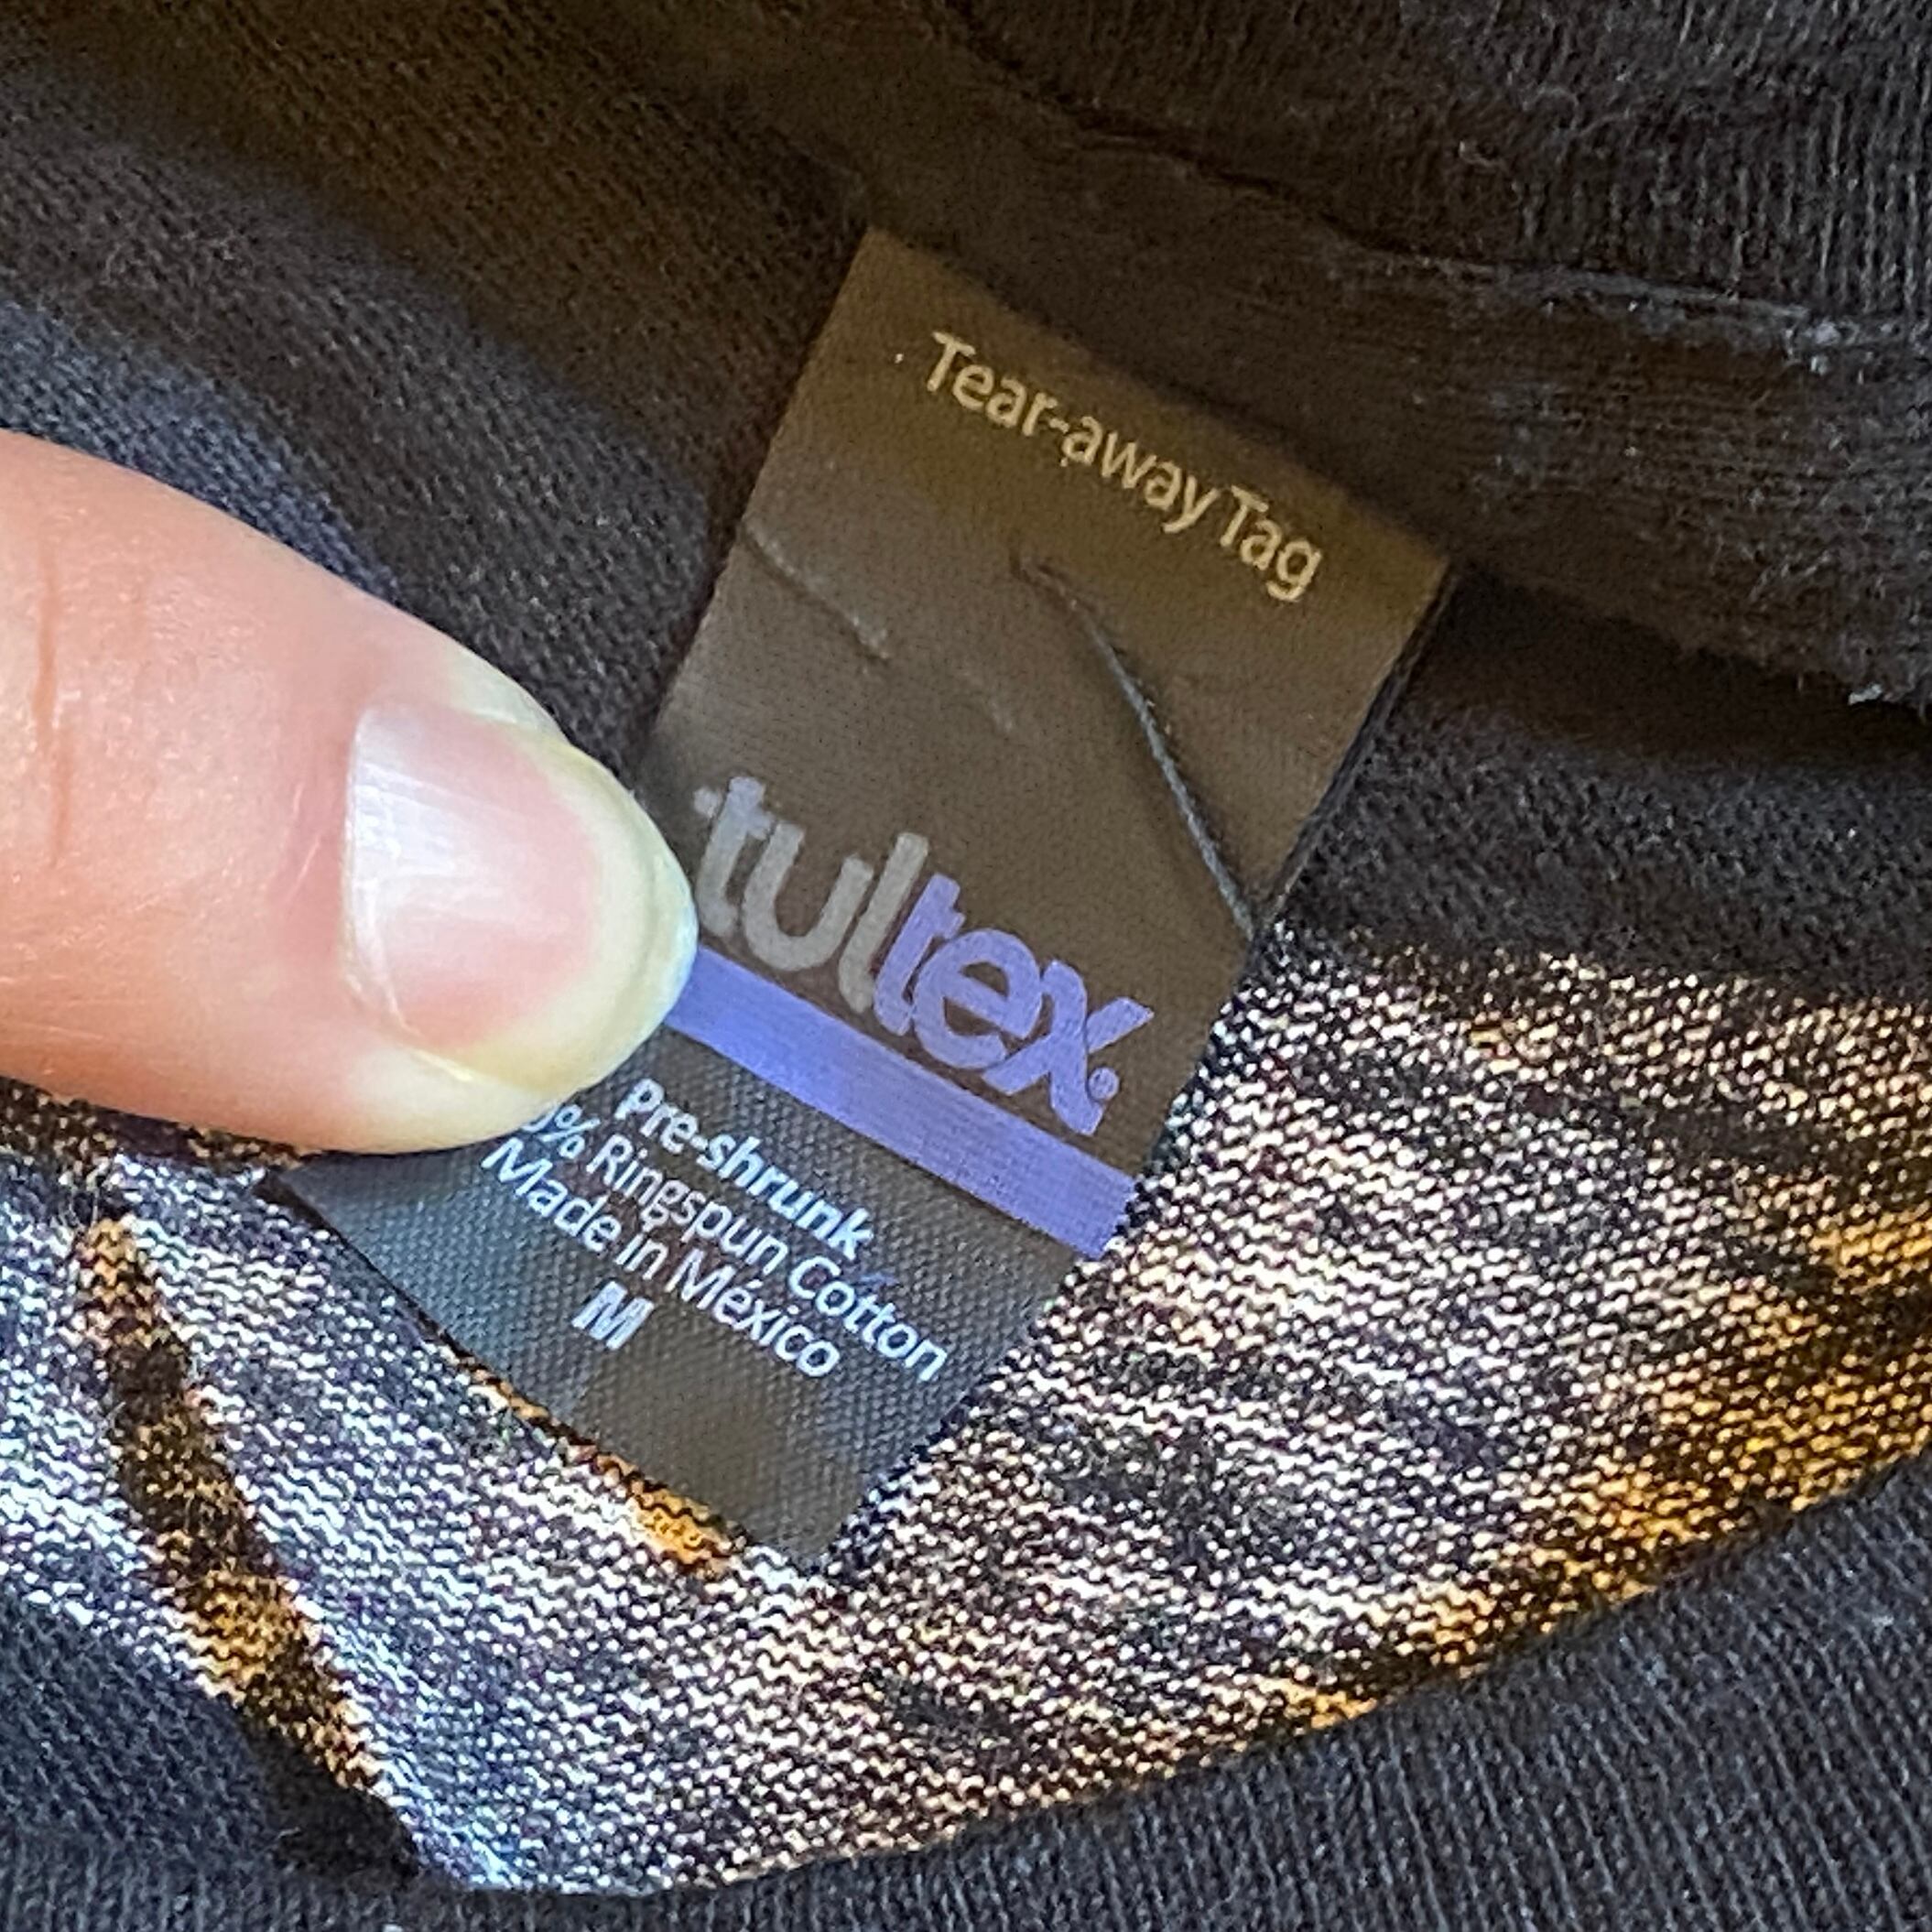 Tear-away Tag
tultex®
Pre-shrunk
% Ringspun Cotton
Made in México
M